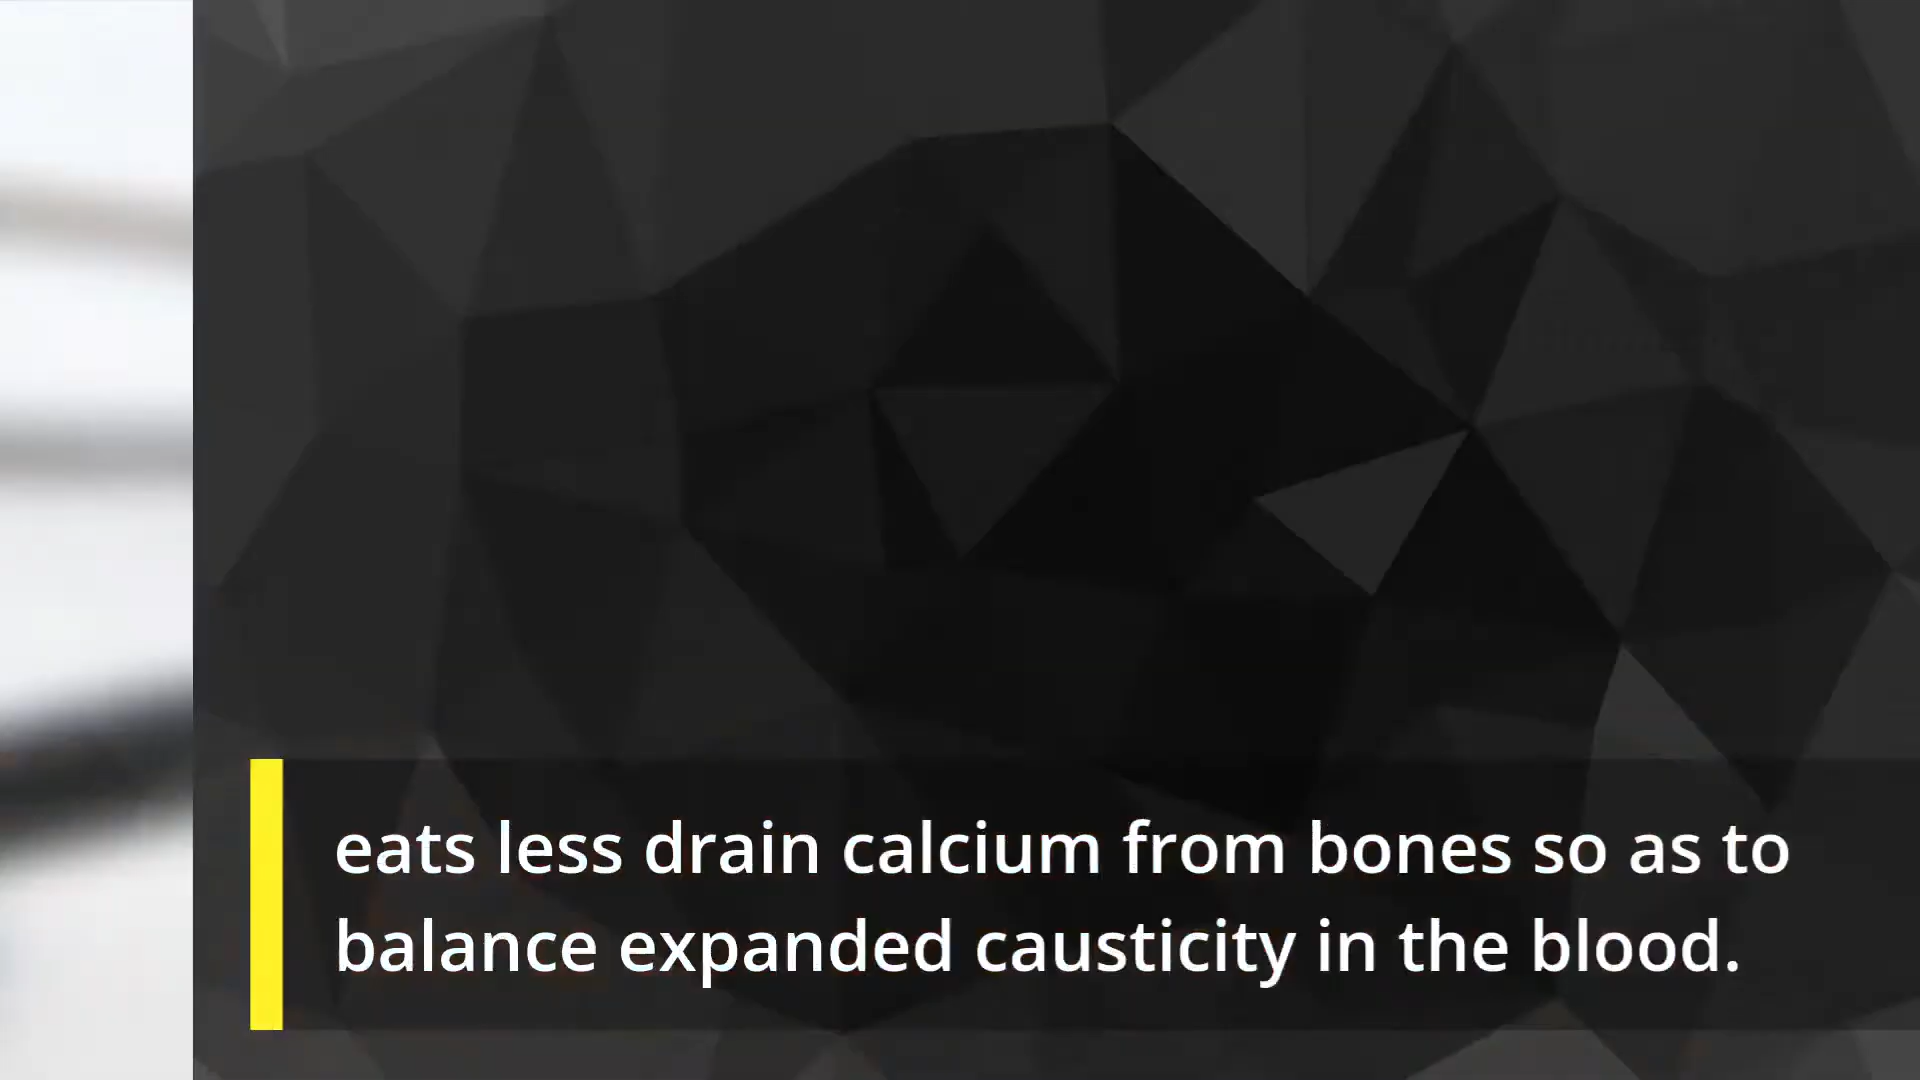 eats less drain calcium from bones so as to
balance expanded causticity in the blood.